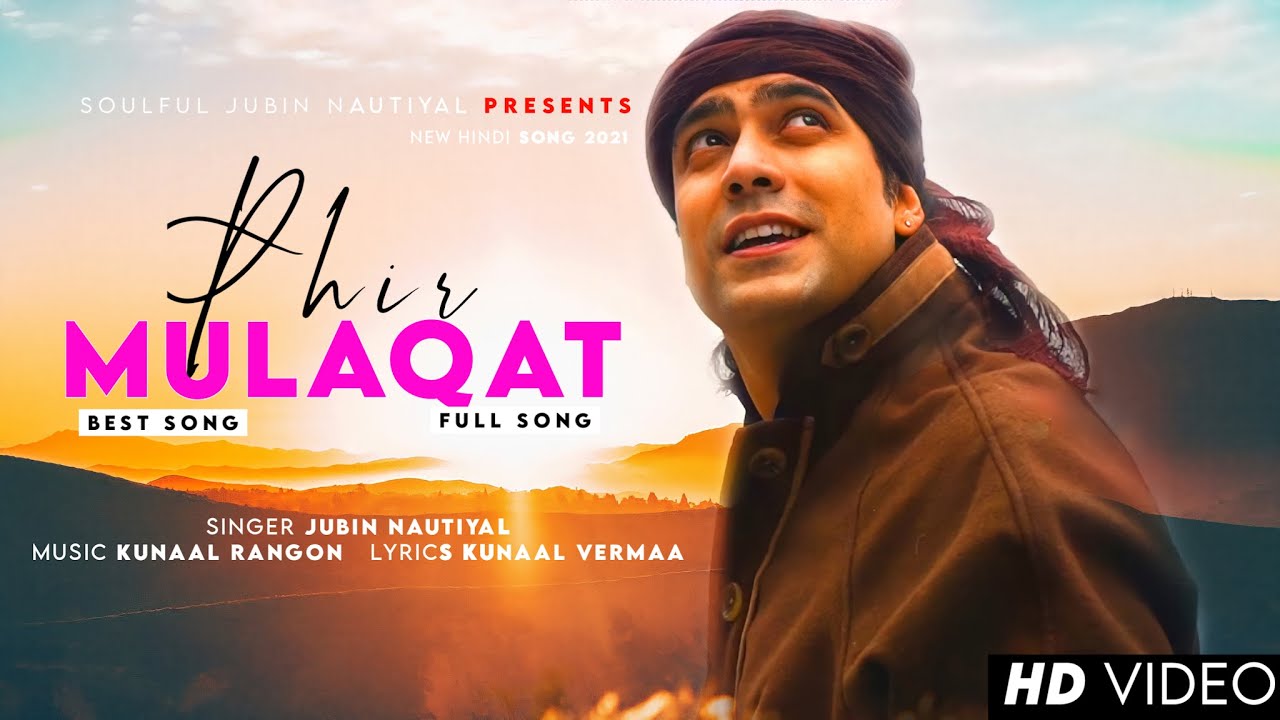 SOULFUL JUBIN NAUTIYAL PRESENTS
NEW HINDI SONG 2021
Phir
MULAQAT
BEST SONG FULL SONG
SINGER JUBIN NAUTIYAL
MUSIC KUNAAL RANGON LYRICS KUNAAL VERMAA
HD VIDEO